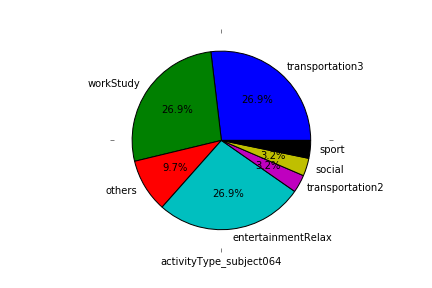 transportation3
26.9%
workStudy
26.9%
others
9.7%
entertainmentRelax
26.9%
transportation2
3.2%
social
3.2%
sport
activityType_subject064